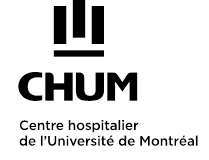 CHUM
Centre hospitalier
de l'Université de Montréal